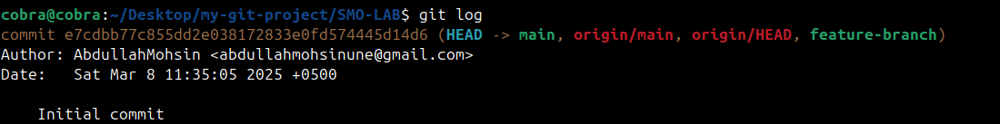 cobra@cobra:~/Desktop/my-git-project/SMO-LAB$ git log
commit e7cdbb77c855dd2e038172833e0fd574445d14d6 (HEAD -> main, origin/main, origin/HEAD, feature-branch)
Author: AbdullahMohsin <abdullahmohsinune@gmail.com>
Date:   Sat Mar 8 11:35:05 2025 +0500
    Initial commit